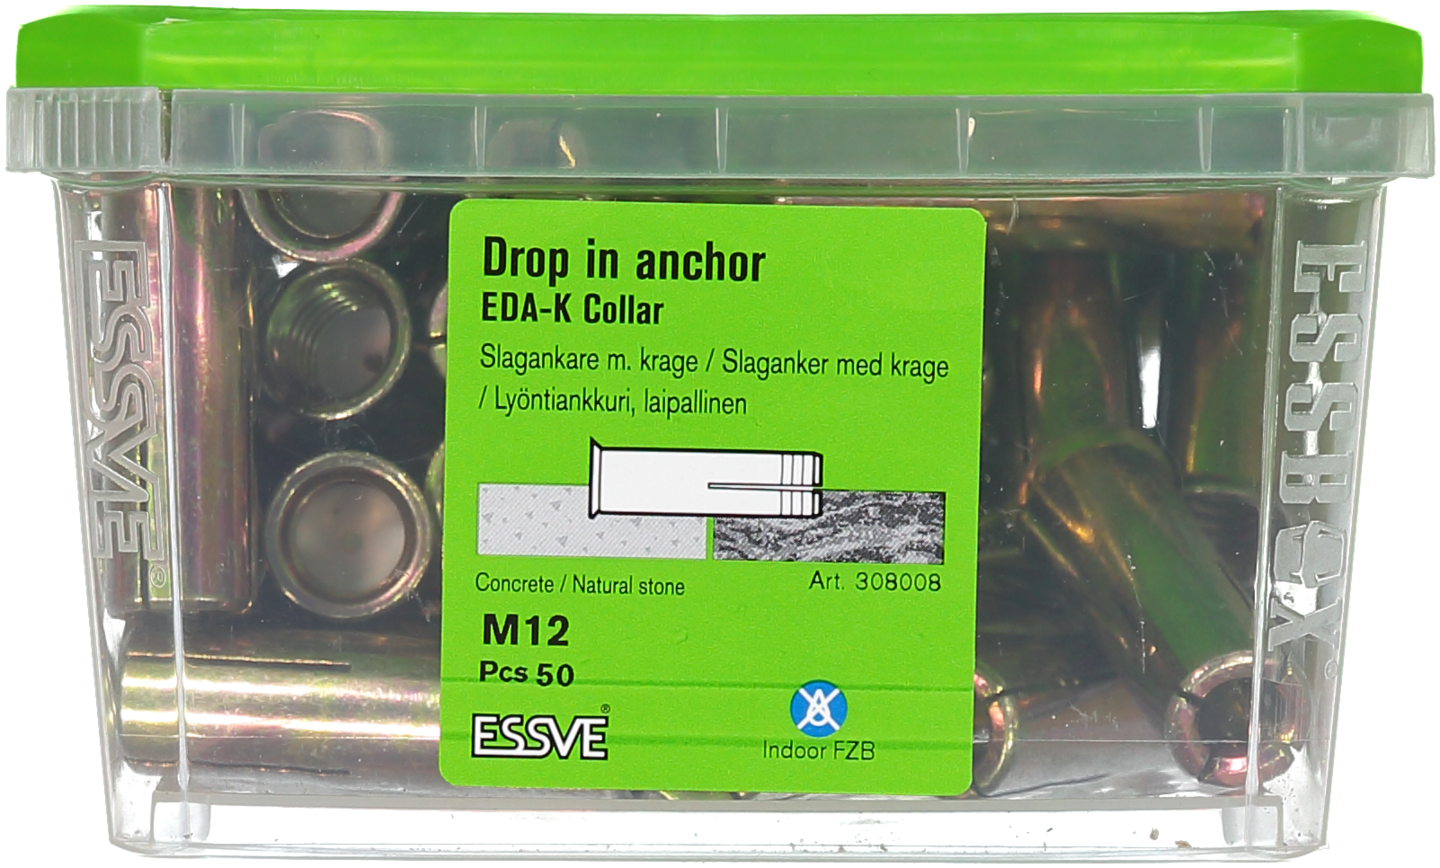 Drop in anchor
EDA-K Collar
Slagankare m. krage / Slaganker med krage
/ Lyöntiankkuri, laipallinen
Concrete / Natural stone
Art. 308008
M12
Pcs 50
ESSVE®
Indoor FZB
ESSVE®
ESSBOX®